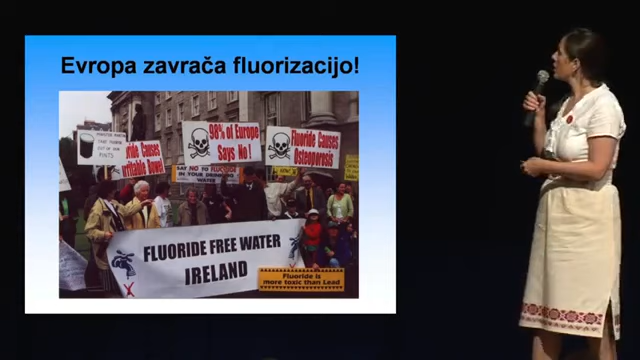 Evropa zavrača fluorizacijo!
98% of Europe
Says No!
Fluoride Causes
Osteoporosis
ride Causes
Irritable Bowel
SAY NO TO FLUORIDE
IN YOUR DRINKING
WATER
FLUORIDE FREE WATER
IRELAND
Fluoride is
more toxic than Lead